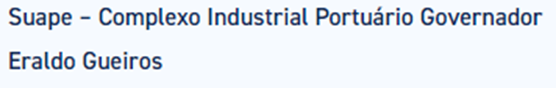 Suape – Complexo Industrial Portuário Governador
Eraldo Gueiros